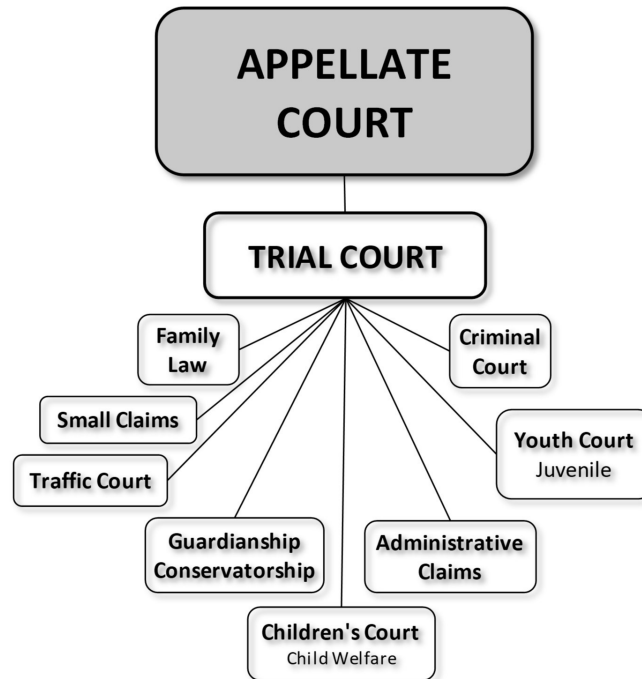 APPELLATE
COURT
TRIAL COURT
Family
Law
Criminal
Court
Small Claims
Youth Court
Juvenile
Traffic Court
Guardianship
Conservatorship
Administrative
Claims
Children's Court
Child Welfare